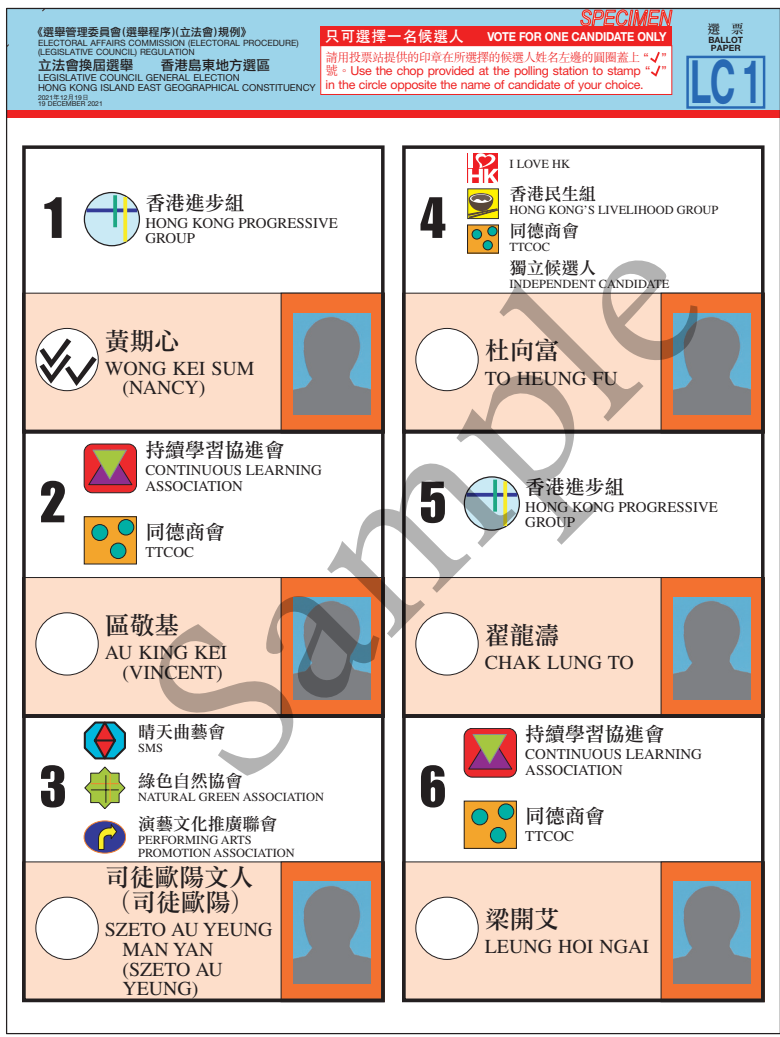 《選舉管理委員會(選舉程序)(立法會)規例》
ELECTORAL AFFAIRS COMMISSION (ELECTORAL PROCEDURE)
(LEGISLATIVE COUNCIL) REGULATION
立法會換屆選舉 香港島東地方選區
LEGISLATIVE COUNCIL GENERAL ELECTION
HONG KONG ISLAND EAST GEOGRAPHICAL CONSTITUENCY
2021年12月19日
19 DECEMBER 2021
SPECIMEN
只可選擇一名候選人 VOTE FOR ONE CANDIDATE ONLY
請用投票站提供的印章在所選擇的候選人姓名左邊的圓圈蓋上 “✓”
號。Use the chop provided at the polling station to stamp “✓”
in the circle opposite the name of candidate of your choice.
選 票
BALLOT
PAPER
LC 1
1
香港進步組
HONG KONG PROGRESSIVE
GROUP
黃期心
WONG KEI SUM
(NANCY)
2
持續學習協進會
CONTINUOUS LEARNING
ASSOCIATION
同德商會
TTCOC
區敬基
AU KING KEI
(VINCENT)
3
晴天曲藝會
SMS
綠色自然協會
NATURAL GREEN ASSOCIATION
演藝文化推廣聯會
PERFORMING ARTS
PROMOTION ASSOCIATION
司徒歐陽文人
(司徒歐陽)
SZETO AU YEUNG
MAN YAN
(SZETO AU
YEUNG)
4
I HK
I LOVE HK
香港民生組
HONG KONG'S LIVELIHOOD GROUP
同德商會
TTCOC
獨立候選人
INDEPENDENT CANDIDATE
杜向富
TO HEUNG FU
5
香港進步組
HONG KONG PROGRESSIVE
GROUP
翟龍濤
CHAK LUNG TO
6
持續學習協進會
CONTINUOUS LEARNING
ASSOCIATION
同德商會
TTCOC
梁開艾
LEUNG HOI NGAI
Sample